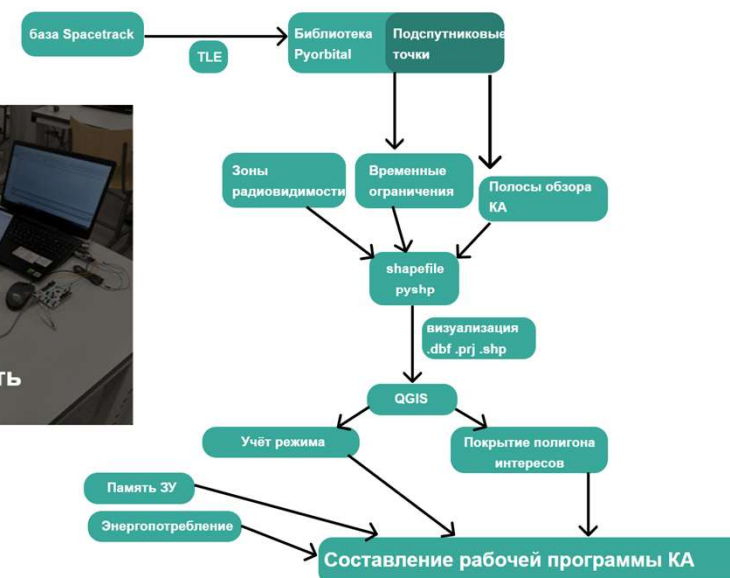 база Spacetrack
TLE
Библиотека
Pyorbital
Подспутниковые
точки
Зоны
радиовидимости
Временные
ограничения
Полосы обзора
КА
shapefile
pyshp
визуализация
.dbf .prj .shp
ть
QGIS
Учёт режима
Покрытие полигона
интересов
Память ЗУ
Энергопотребление
Составление рабочей программы КА